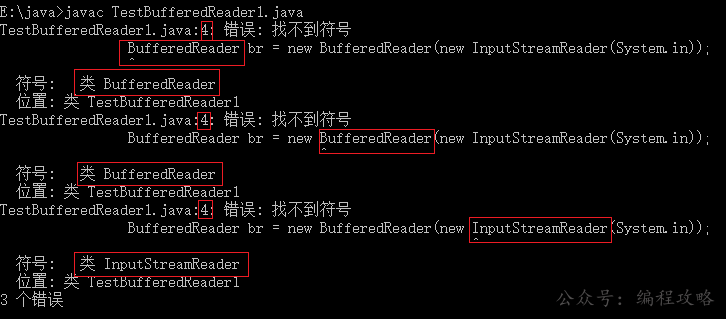 E:\java>javac TestBufferedReader1.java
TestBufferedReader1.java:4: 错误: 找不到符号
BufferedReader br = new BufferedReader(new InputStreamReader(System.in));
^
符号:   类 BufferedReader
位置: 类 TestBufferedReader1
TestBufferedReader1.java:4: 错误: 找不到符号
BufferedReader br = new BufferedReader(new InputStreamReader(System.in));
^
符号:   类 BufferedReader
位置: 类 TestBufferedReader1
TestBufferedReader1.java:4: 错误: 找不到符号
BufferedReader br = new BufferedReader(new InputStreamReader(System.in));
^
符号:   类 InputStreamReader
位置: 类 TestBufferedReader1
3 个错误
公众号: 编程攻略